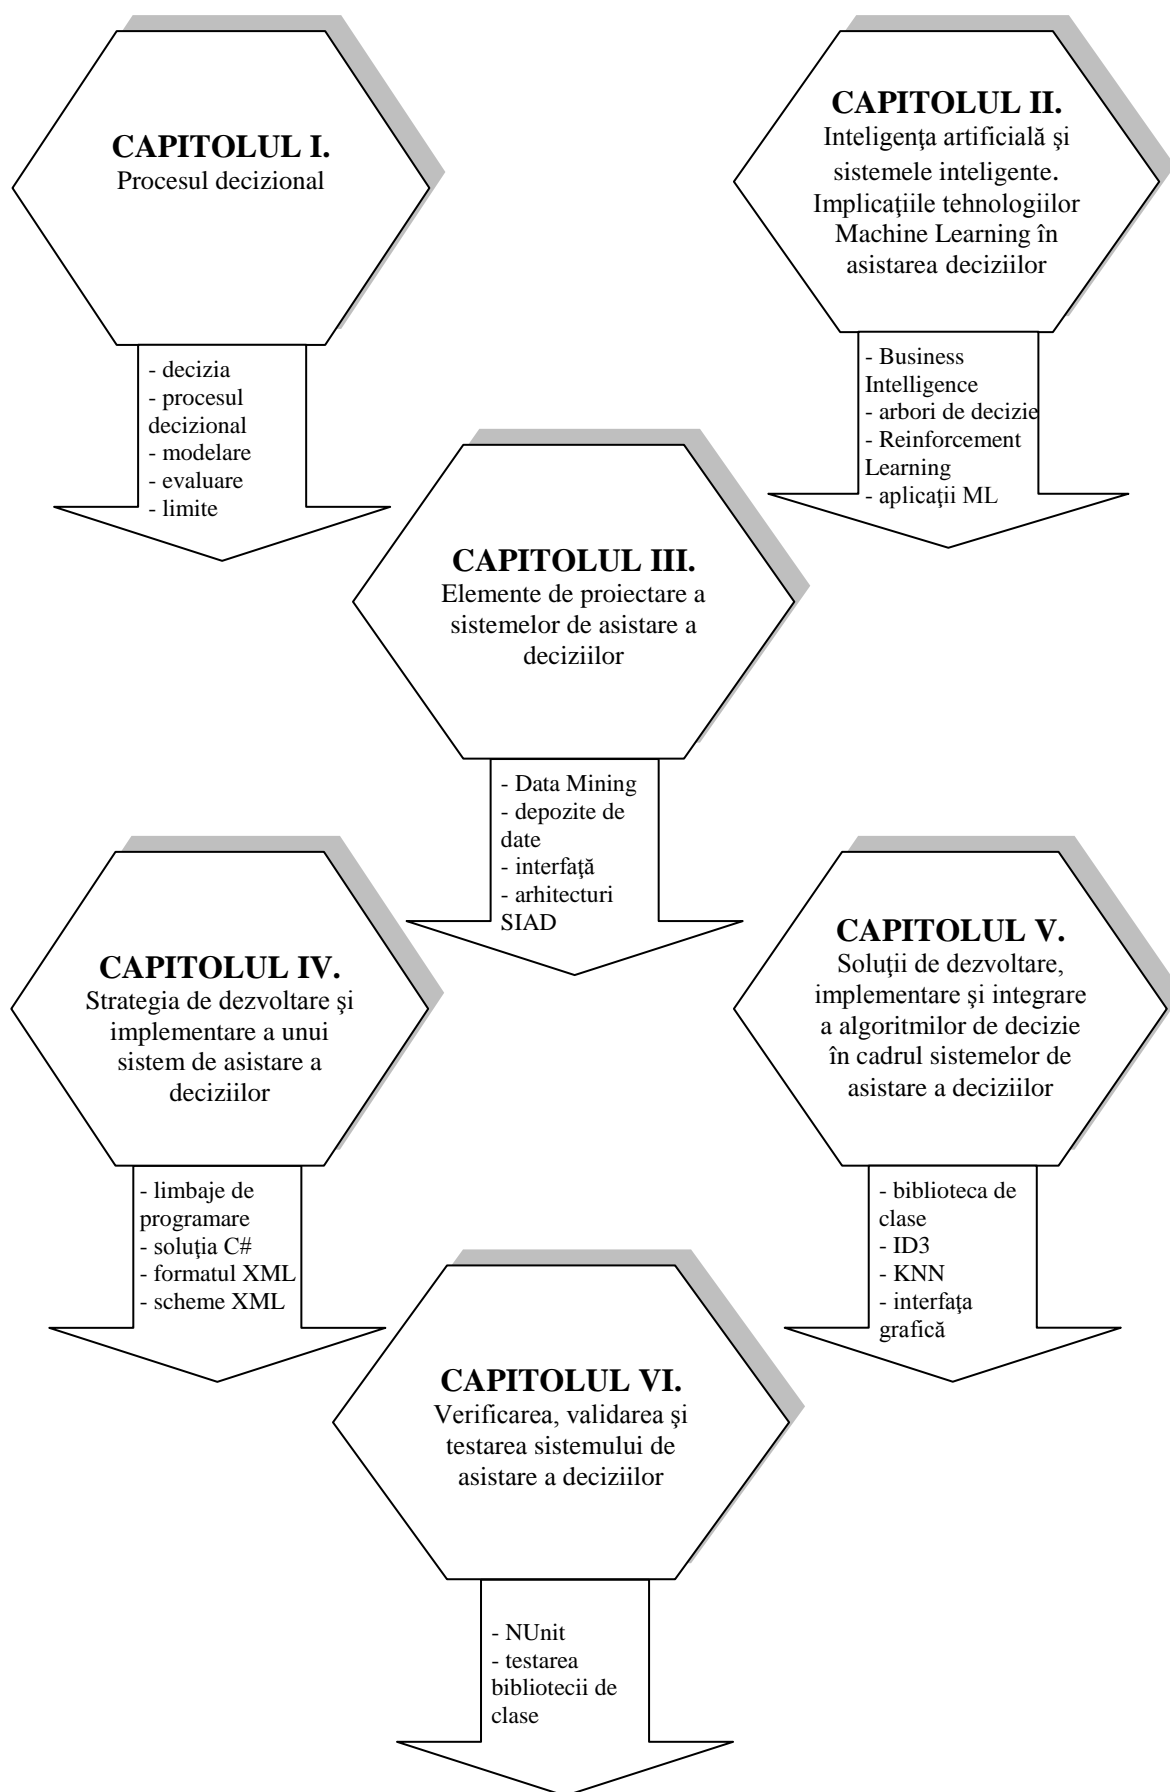 CAPITOLUL I.
Procesul decizional
- decizia
- procesul
decizional
- modelare
- evaluare
- limite
CAPITOLUL II.
Inteligenţa artificială şi
sistemele inteligente.
Implicaţiile tehnologiilor
Machine Learning în
asistarea deciziilor
- Business
Intelligence
- arbori de decizie
- Reinforcement
Learning
- aplicaţii ML
CAPITOLUL III.
Elemente de proiectare a
sistemelor de asistare a
deciziilor
- Data Mining
- depozite de
date
- interfaţă
- arhitecturi
SIAD
CAPITOLUL IV.
Strategia de dezvoltare şi
implementare a unui
sistem de asistare a
deciziilor
- limbaje de
programare
- soluţia C#
- formatul XML
- scheme XML
CAPITOLUL V.
Soluţii de dezvoltare,
implementare şi integrare
a algoritmilor de decizie
în cadrul sistemelor de
asistare a deciziilor
- biblioteca de
clase
- ID3
- KNN
- interfaţa
grafică
CAPITOLUL VI.
Verificarea, validarea şi
testarea sistemului de
asistare a deciziilor
- NUnit
- testarea
bibliotecii de
clase